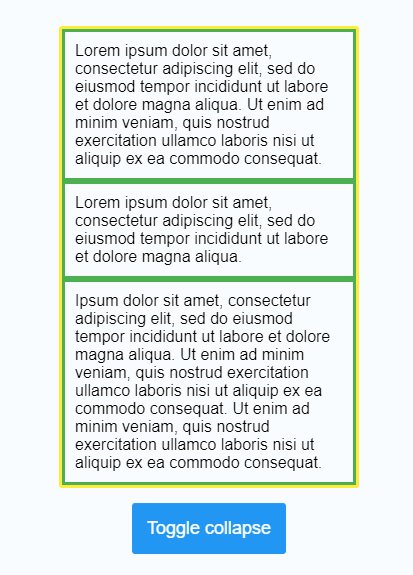 Lorem ipsum dolor sit amet,
consectetur adipiscing elit, sed do
eiusmod tempor incididunt ut labore
et dolore magna aliqua. Ut enim ad
minim veniam, quis nostrud
exercitation ullamco laboris nisi ut
aliquip ex ea commodo consequat.
Lorem ipsum dolor sit amet,
consectetur adipiscing elit, sed do
eiusmod tempor incididunt ut labore
et dolore magna aliqua.
Ipsum dolor sit amet, consectetur
adipiscing elit, sed do eiusmod
tempor incididunt ut labore et dolore
magna aliqua. Ut enim ad minim
veniam, quis nostrud exercitation
ullamco laboris nisi ut aliquip ex ea
commodo consequat. Ut enim ad
minim veniam, quis nostrud
exercitation ullamco laboris nisi ut
aliquip ex ea commodo consequat.
Toggle collapse